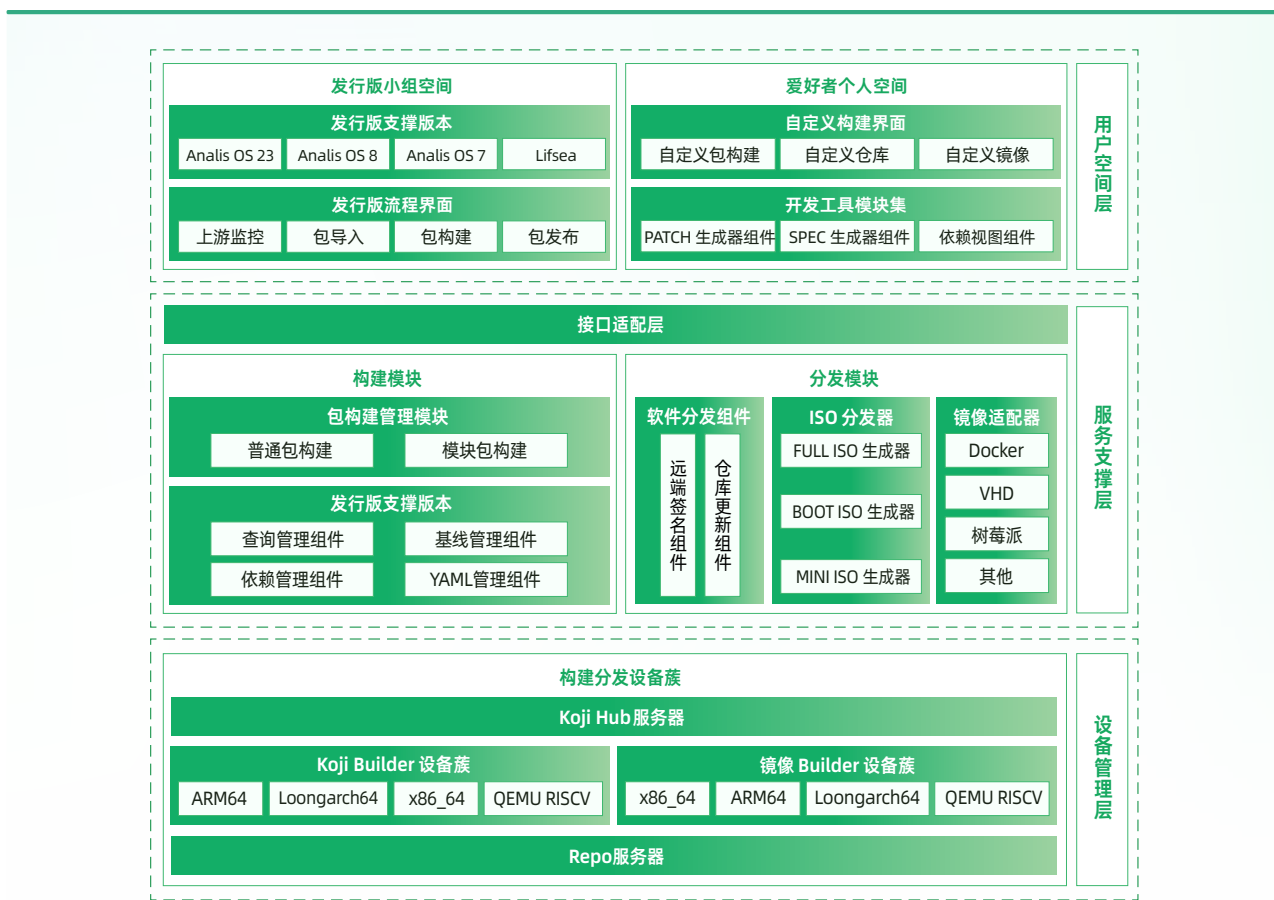 发行版小组空间
发行版支撑版本
Analis OS 23
Analis OS 8
Analis OS 7
Lifsea
发行版流程界面
上游监控
包导入
包构建
包发布
爱好者个人空间
自定义构建界面
自定义包构建
自定义仓库
自定义镜像
开发工具模块集
PATCH 生成器组件
SPEC 生成器组件
依赖视图组件
用户空间层
接口适配层
构建模块
包构建管理模块
普通包构建
模块包构建
发行版支撑版本
查询管理组件
基线管理组件
依赖管理组件
YAML管理组件
分发模块
软件分发组件
远端签名组件
仓库更新组件
ISO 分发器
FULL ISO 生成器
BOOT ISO 生成器
MINI ISO 生成器
镜像适配器
Docker
VHD
树莓派
其他
服务支撑层
构建分发设备蔟
Koji Hub服务器
Koji Builder 设备蔟
ARM64
Loongarch64
x86_64
QEMU RISCV
镜像 Builder 设备蔟
x86_64
ARM64
Loongarch64
QEMU RISCV
Repo服务器
设备管理层